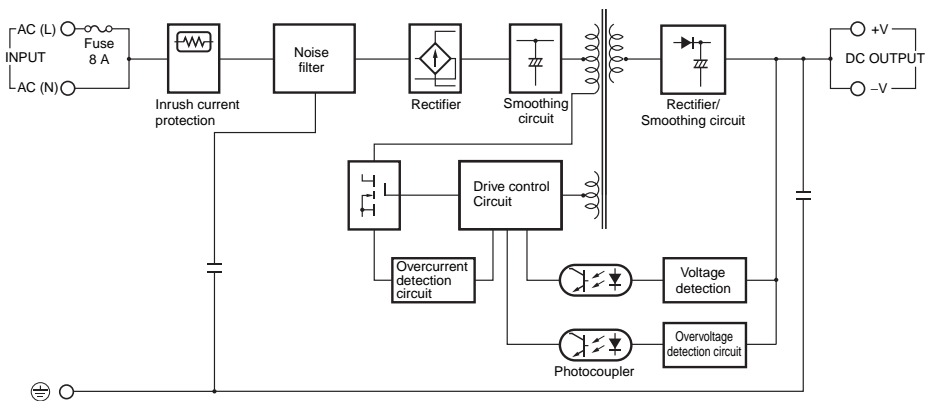 AC (L)
Fuse
8 A
INPUT
AC (N)
Inrush current
protection
Noise
filter
Rectifier
Smoothing
circuit
Rectifier/
Smoothing circuit
+V
DC OUTPUT
–V
Drive control
Circuit
Overcurrent
detection
circuit
Voltage
detection
Overvoltage
detection circuit
Photocoupler